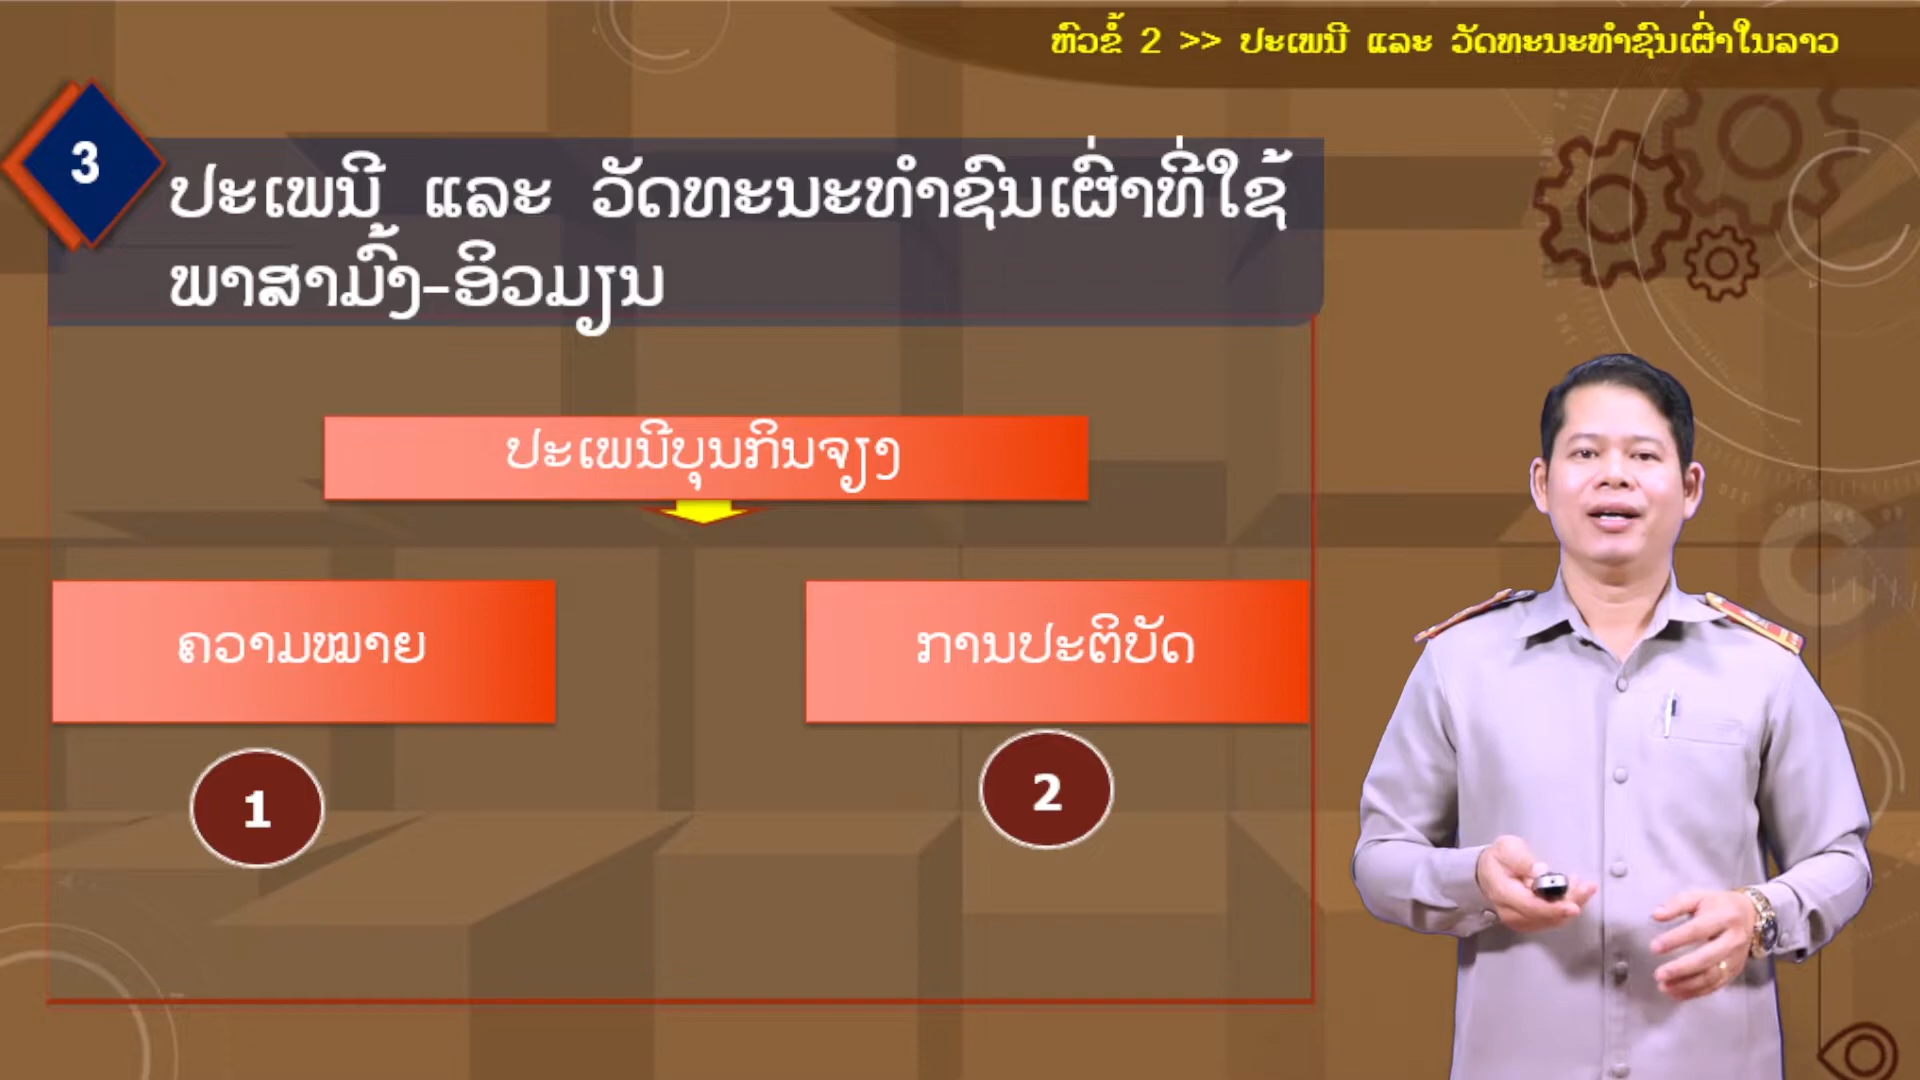 ຫົວຂໍ້ 2 >> ປະເພນີ ແລະ ວັດທະນະທຳຊົນເຜົ່າໃນລາວ
3
ປະເພນີ ແລະ ວັດທະນະທຳຊົນເຜົ່າທີ່ໃຊ້
ພາສາມົ້ງ-ອິວມຽນ
ປະເພນີບຸນກິນຈຽງ
ຄວາມໝາຍ
ການປະຕິບັດ
1
2